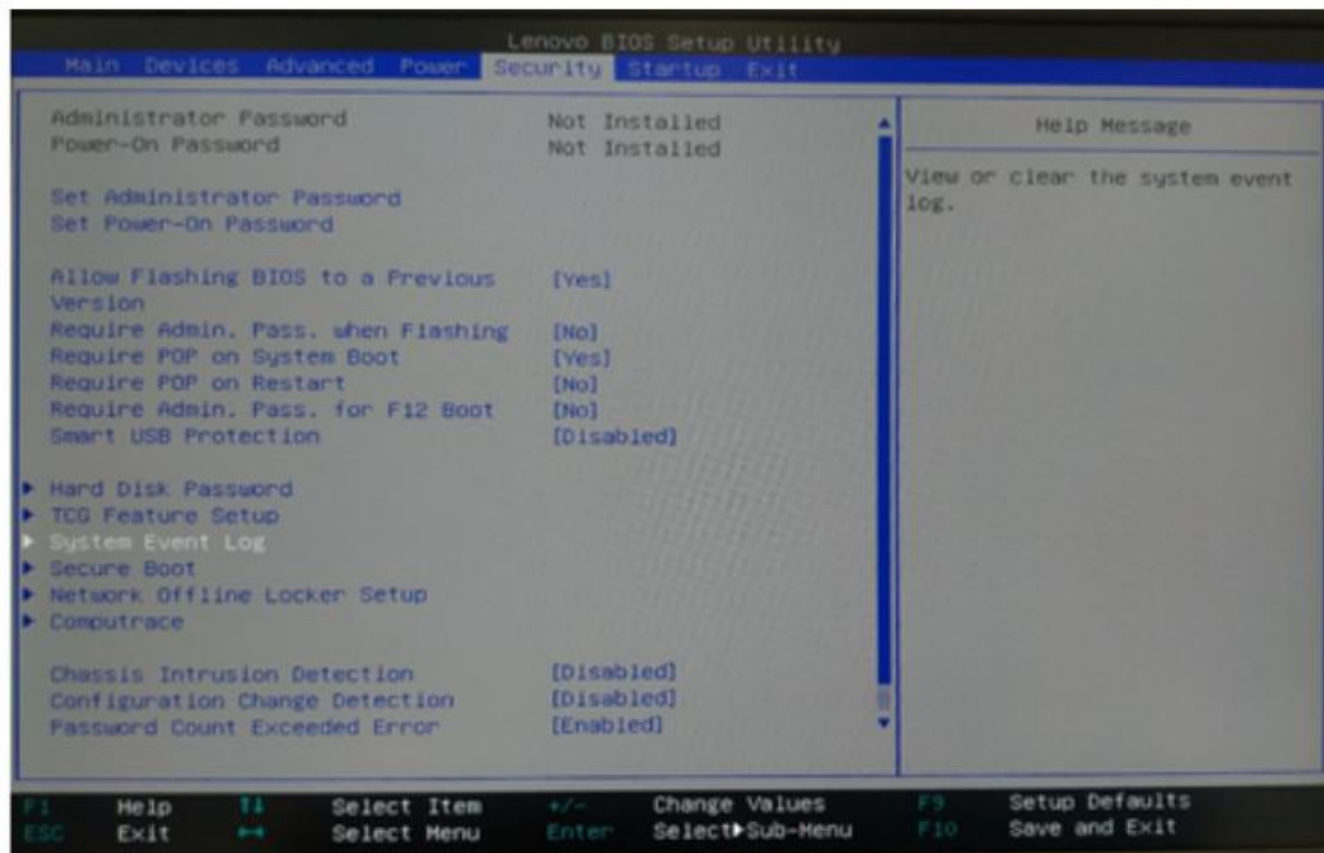 Lenovo BIOS Setup Utility
Main Devices Advanced Power Security Startup Exit
Administrator Password Not Installed
Power-On Password Not Installed
Set Administrator Password
Set Power-On Password
Allow Flashing BIOS to a Previous [Yes]
Version
Require Admin. Pass. when Flashing [No]
Require POP on System Boot [Yes]
Require POP on Restart [No]
Require Admin. Pass. for F12 Boot [No]
Smart USB Protection [Disabled]
Hard Disk Password
TCG Feature Setup
System Event Log
Secure Boot
Network Offline Locker Setup
Computrace
Chassis Intrusion Detection [Disabled]
Configuration Change Detection [Disabled]
Password Count Exceeded Error [Enabled]
Help Message
View or clear the system event
log.
F1 Help ↑↓ Select Item +/- Change Values F9 Setup Defaults
ESC Exit ↔ Select Menu Enter Select▶Sub-Menu F10 Save and Exit